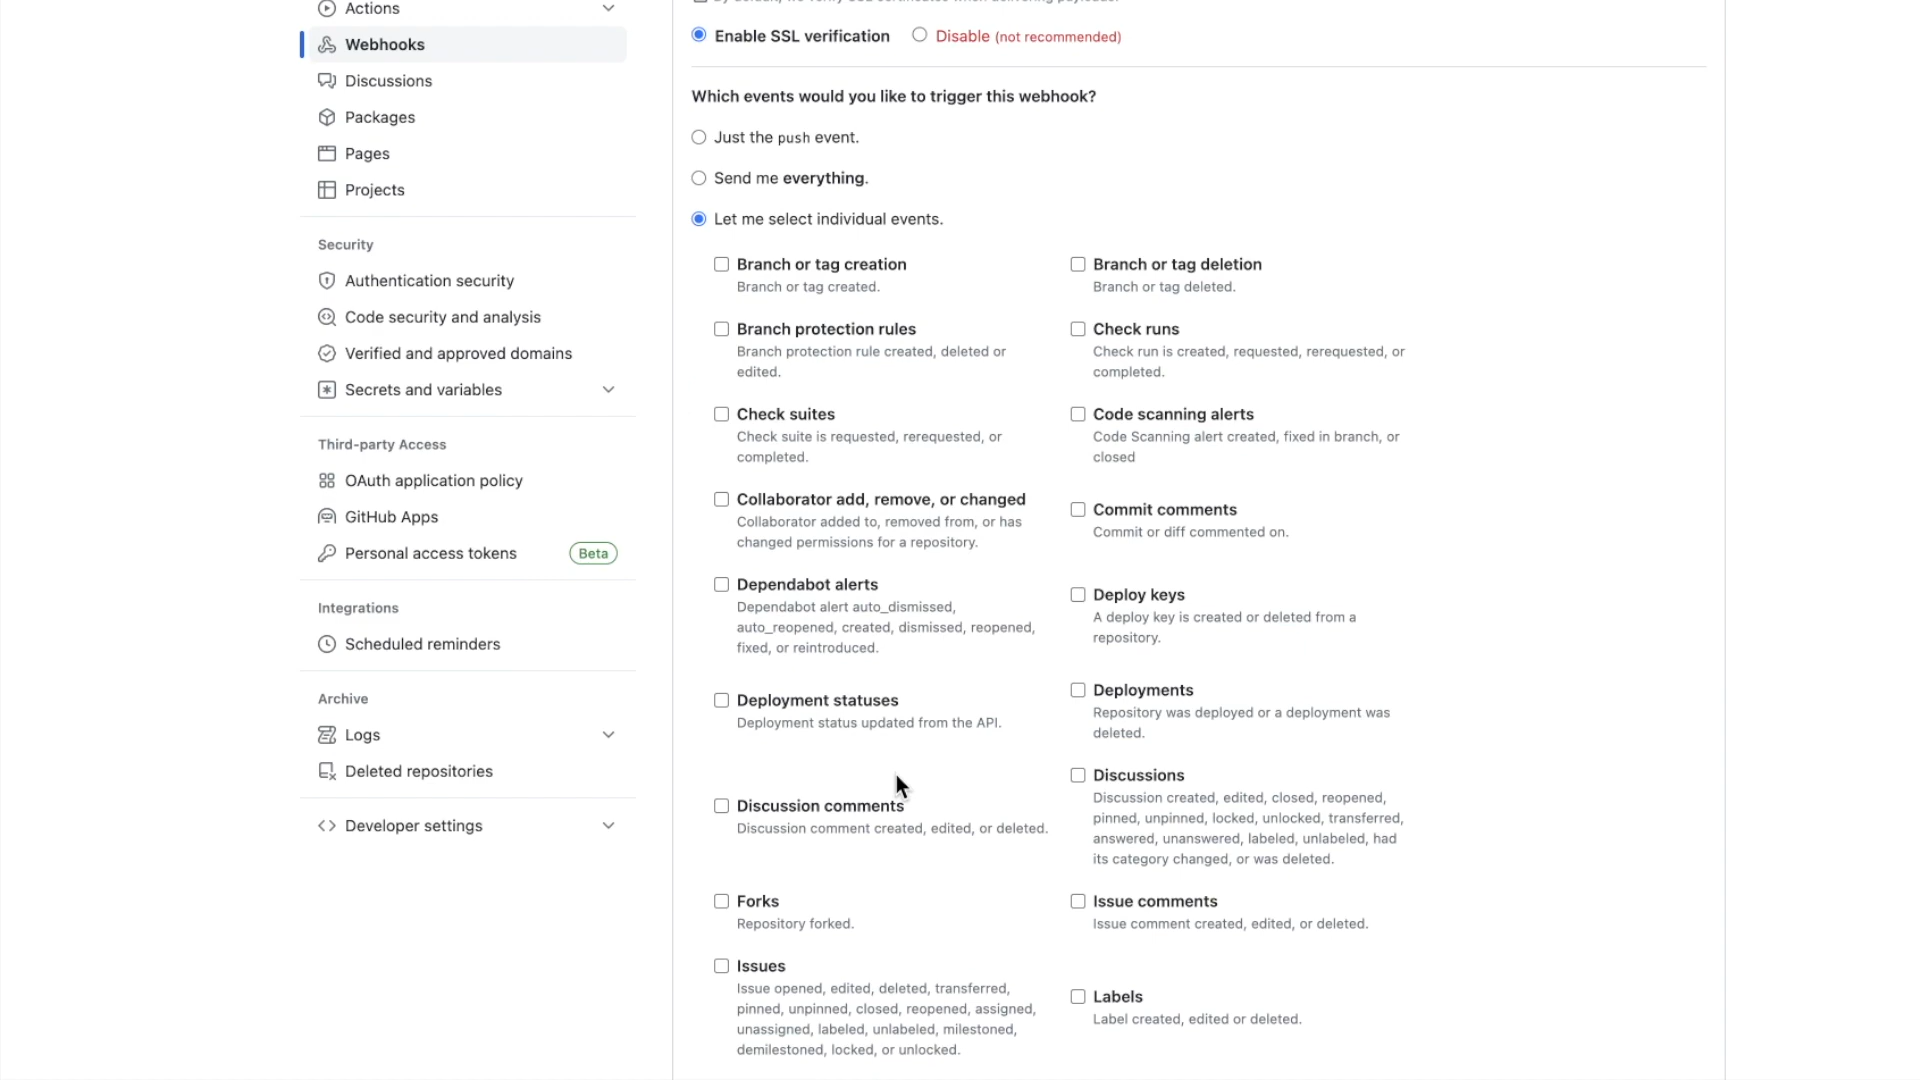 Actions
Webhooks
Discussions
Packages
Pages
Projects
Security
Authentication security
Code security and analysis
Verified and approved domains
Secrets and variables
Third-party Access
OAuth application policy
GitHub Apps
Personal access tokens Beta
Integrations
Scheduled reminders
Archive
Logs
Deleted repositories
Developer settings
By default, we verify SSL certificates when delivering payloads.
Enable SSL verification Disable (not recommended)
Which events would you like to trigger this webhook?
Just the push event.
Send me everything.
Let me select individual events.
Branch or tag creation
Branch or tag created.
Branch or tag deletion
Branch or tag deleted.
Branch protection rules
Branch protection rule created, deleted or
edited.
Check runs
Check run is created, requested, rerequested, or
completed.
Check suites
Check suite is requested, rerequested, or
completed.
Code scanning alerts
Code Scanning alert created, fixed in branch, or
closed
Collaborator add, remove, or changed
Collaborator added to, removed from, or has
changed permissions for a repository.
Commit comments
Commit or diff commented on.
Dependabot alerts
Dependabot alert auto_dismissed,
auto_reopened, created, dismissed, reopened,
fixed, or reintroduced.
Deploy keys
A deploy key is created or deleted from a
repository.
Deployment statuses
Deployment status updated from the API.
Deployments
Repository was deployed or a deployment was
deleted.
Discussion comments
Discussion comment created, edited, or deleted.
Discussions
Discussion created, edited, closed, reopened,
pinned, unpinned, locked, unlocked, transferred,
answered, unanswered, labeled, unlabeled, had
its category changed, or was deleted.
Forks
Repository forked.
Issue comments
Issue comment created, edited, or deleted.
Issues
Issue opened, edited, deleted, transferred,
pinned, unpinned, closed, reopened, assigned,
unassigned, labeled, unlabeled, milestoned,
demilestoned, locked, or unlocked.
Labels
Label created, edited or deleted.